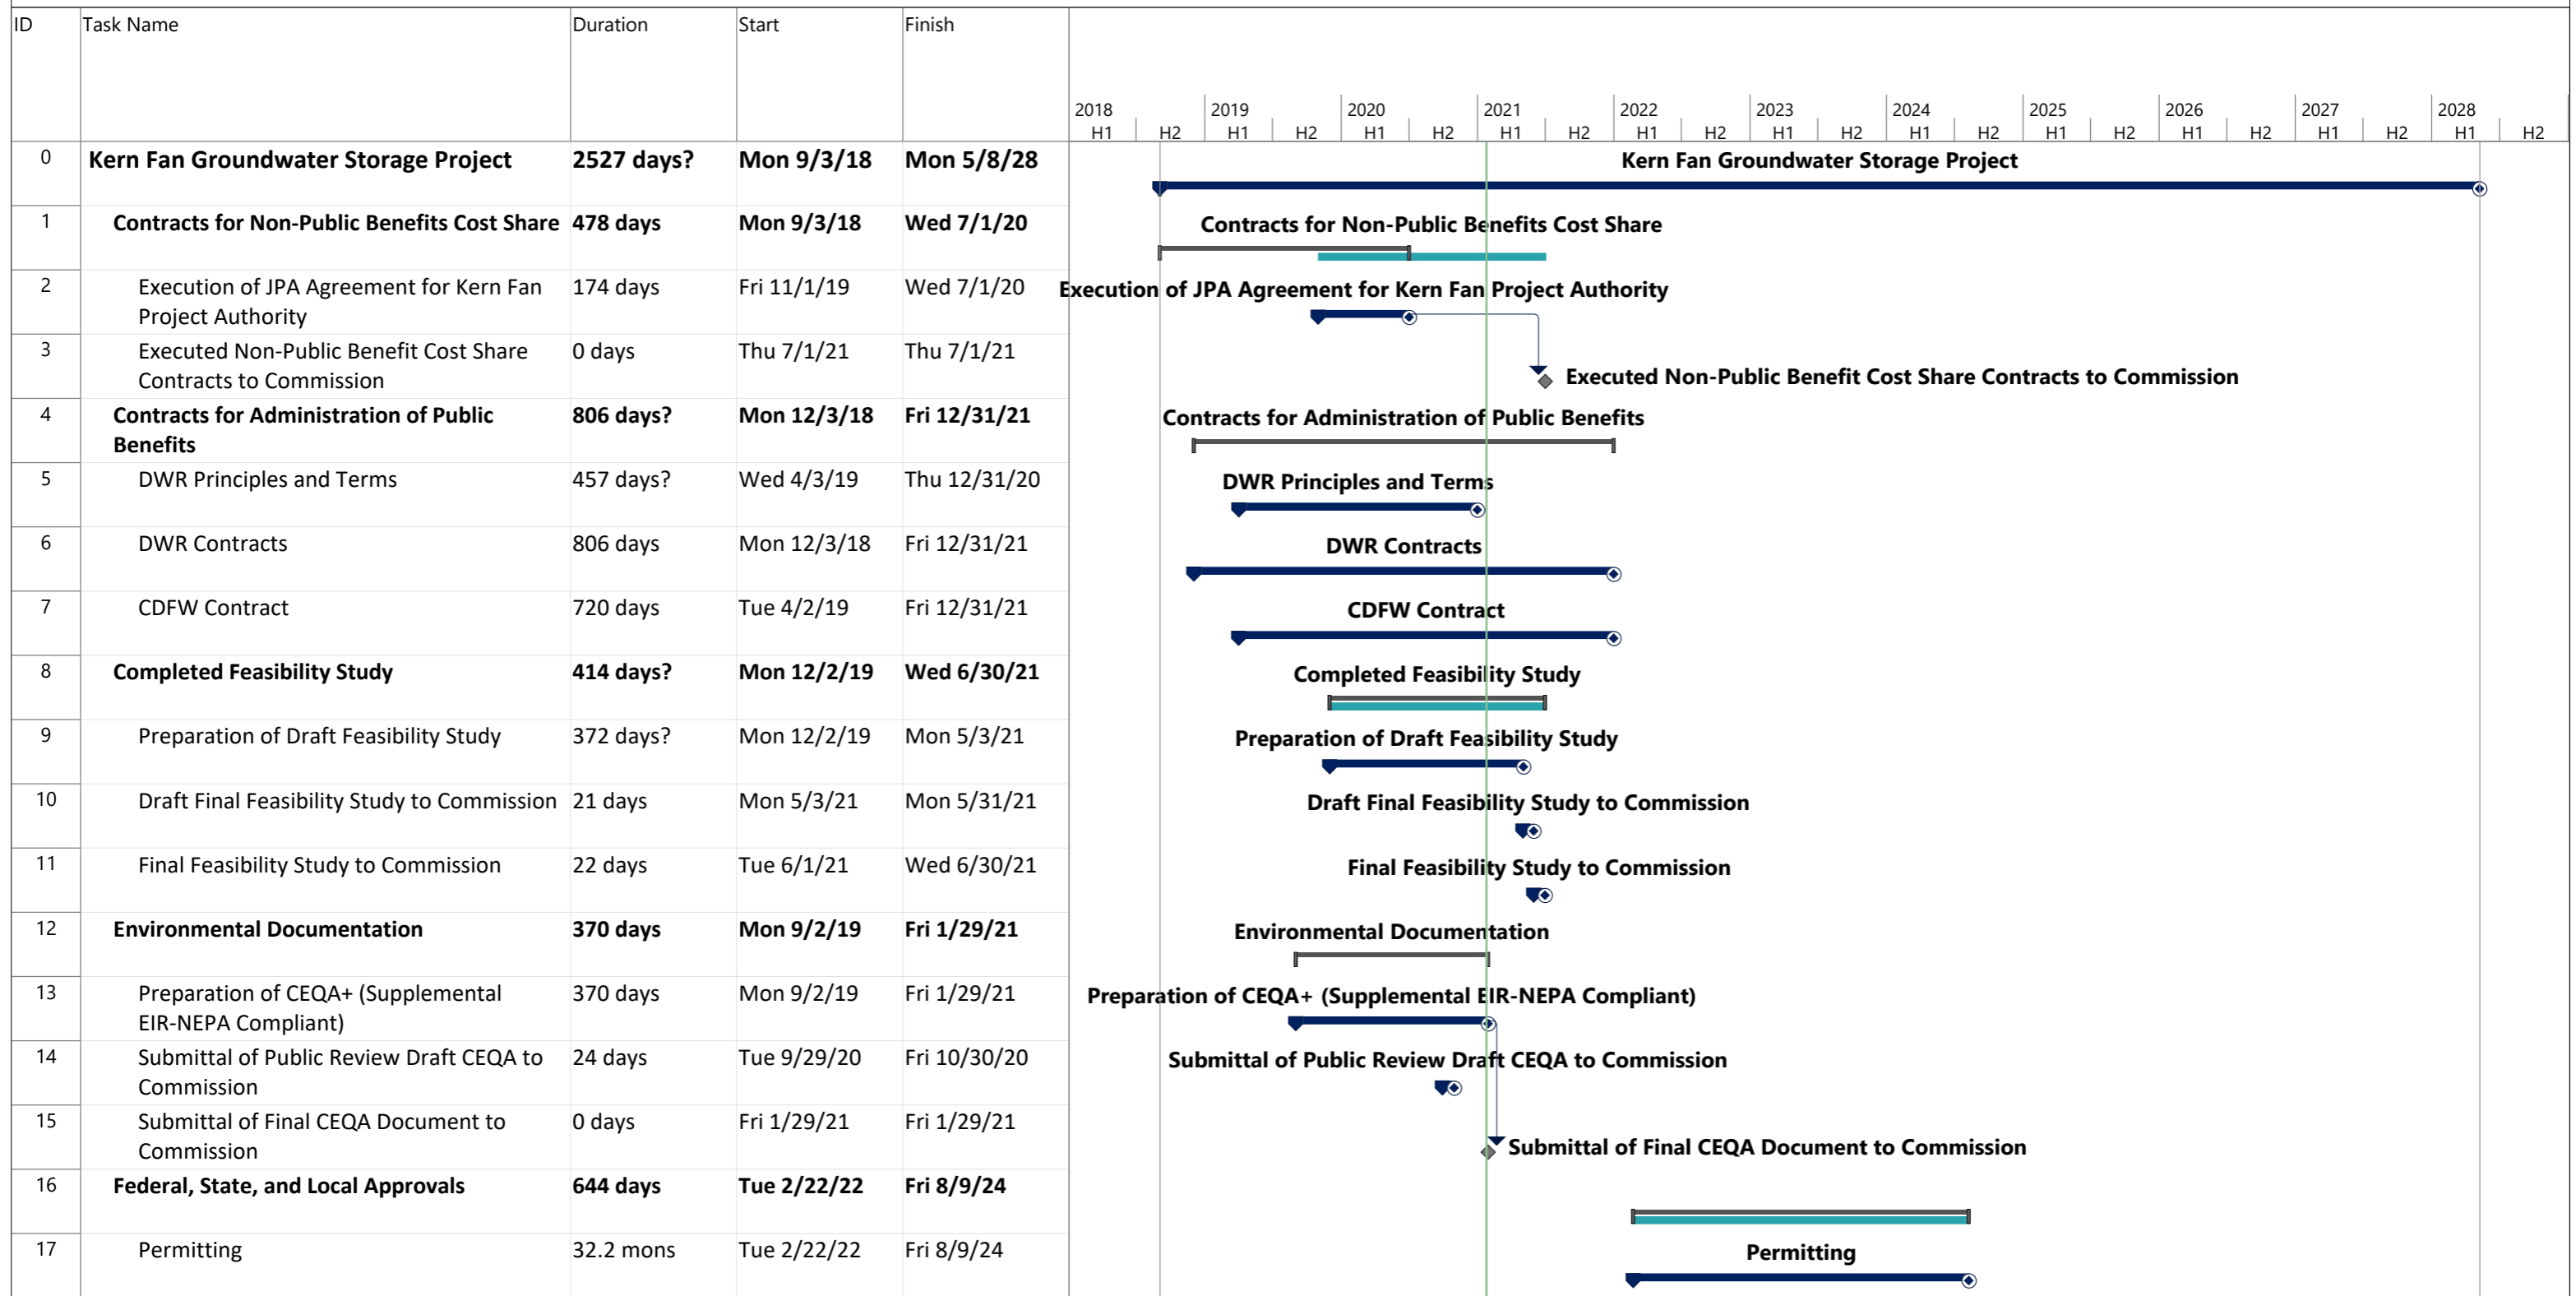 ID Task Name Duration Start Finish
2018 2019 2020 2021 2022 2023 2024 2025 2026 2027 2028
H1 H2 H1 H2 H1 H2 H1 H2 H1 H2 H1 H2 H1 H2 H1 H2 H1 H2 H1 H2 H1 H2
0 Kern Fan Groundwater Storage Project 2527 days? Mon 9/3/18 Mon 5/8/28 Kern Fan Groundwater Storage Project
1 Contracts for Non-Public Benefits Cost Share 478 days Mon 9/3/18 Wed 7/1/20 Contracts for Non-Public Benefits Cost Share
2 Execution of JPA Agreement for Kern Fan 174 days Fri 11/1/19 Wed 7/1/20 Execution of JPA Agreement for Kern Fan Project Authority
Project Authority
3 Executed Non-Public Benefit Cost Share 0 days Thu 7/1/21 Thu 7/1/21
Contracts to Commission Executed Non-Public Benefit Cost Share Contracts to Commission
4 Contracts for Administration of Public 806 days? Mon 12/3/18 Fri 12/31/21 Contracts for Administration of Public Benefits
Benefits
5 DWR Principles and Terms 457 days? Wed 4/3/19 Thu 12/31/20 DWR Principles and Terms
6 DWR Contracts 806 days Mon 12/3/18 Fri 12/31/21 DWR Contracts
7 CDFW Contract 720 days Tue 4/2/19 Fri 12/31/21 CDFW Contract
8 Completed Feasibility Study 414 days? Mon 12/2/19 Wed 6/30/21 Completed Feasibility Study
9 Preparation of Draft Feasibility Study 372 days? Mon 12/2/19 Mon 5/3/21 Preparation of Draft Feasibility Study
10 Draft Final Feasibility Study to Commission 21 days Mon 5/3/21 Mon 5/31/21 Draft Final Feasibility Study to Commission
11 Final Feasibility Study to Commission 22 days Tue 6/1/21 Wed 6/30/21 Final Feasibility Study to Commission
12 Environmental Documentation 370 days Mon 9/2/19 Fri 1/29/21 Environmental Documentation
13 Preparation of CEQA+ (Supplemental 370 days Mon 9/2/19 Fri 1/29/21 Preparation of CEQA+ (Supplemental EIR-NEPA Compliant)
EIR-NEPA Compliant)
14 Submittal of Public Review Draft CEQA to 24 days Tue 9/29/20 Fri 10/30/20 Submittal of Public Review Draft CEQA to Commission
Commission
15 Submittal of Final CEQA Document to 0 days Fri 1/29/21 Fri 1/29/21
Commission Submittal of Final CEQA Document to Commission
16 Federal, State, and Local Approvals 644 days Tue 2/22/22 Fri 8/9/24
17 Permitting 32.2 mons Tue 2/22/22 Fri 8/9/24 Permitting